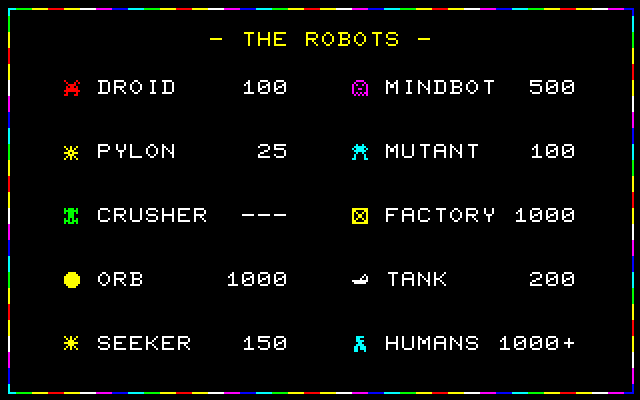 - THE ROBOTS -
DROID 100 MINDBOT 500
PYLON 25 MUTANT 100
CRUSHER --- FACTORY 1000
ORB 1000 TANK 200
SEEKER 150 HUMANS 1000+